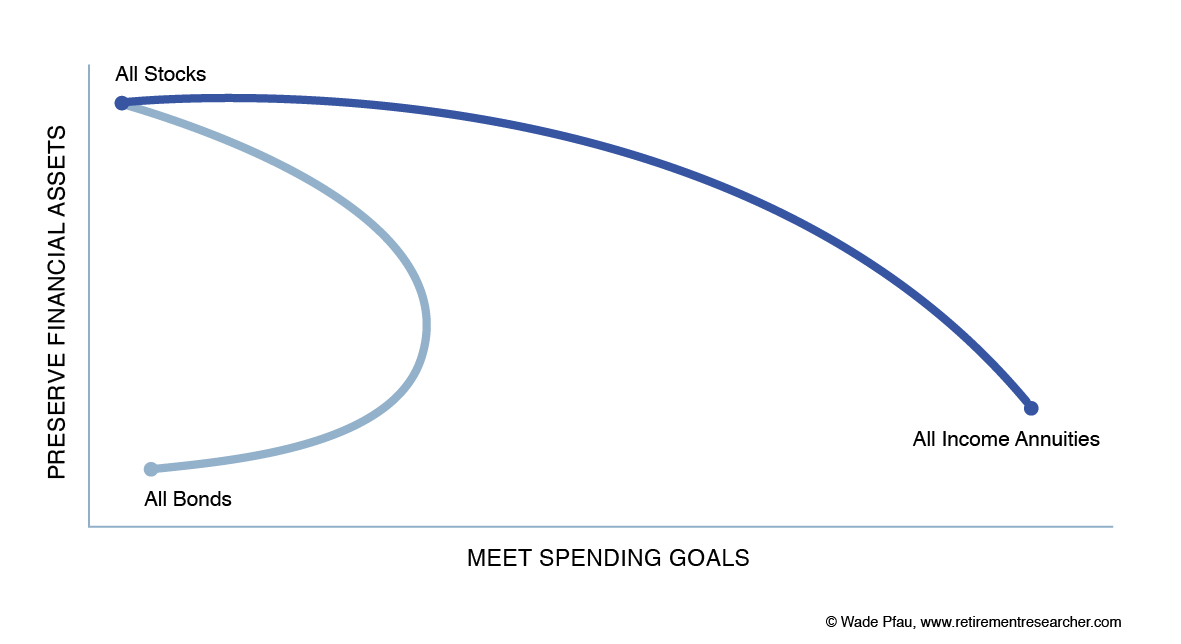 All Stocks
PRESERVE FINANCIAL ASSETS
All Income Annuities
All Bonds
MEET SPENDING GOALS
© Wade Pfau, www.retirementresearcher.com